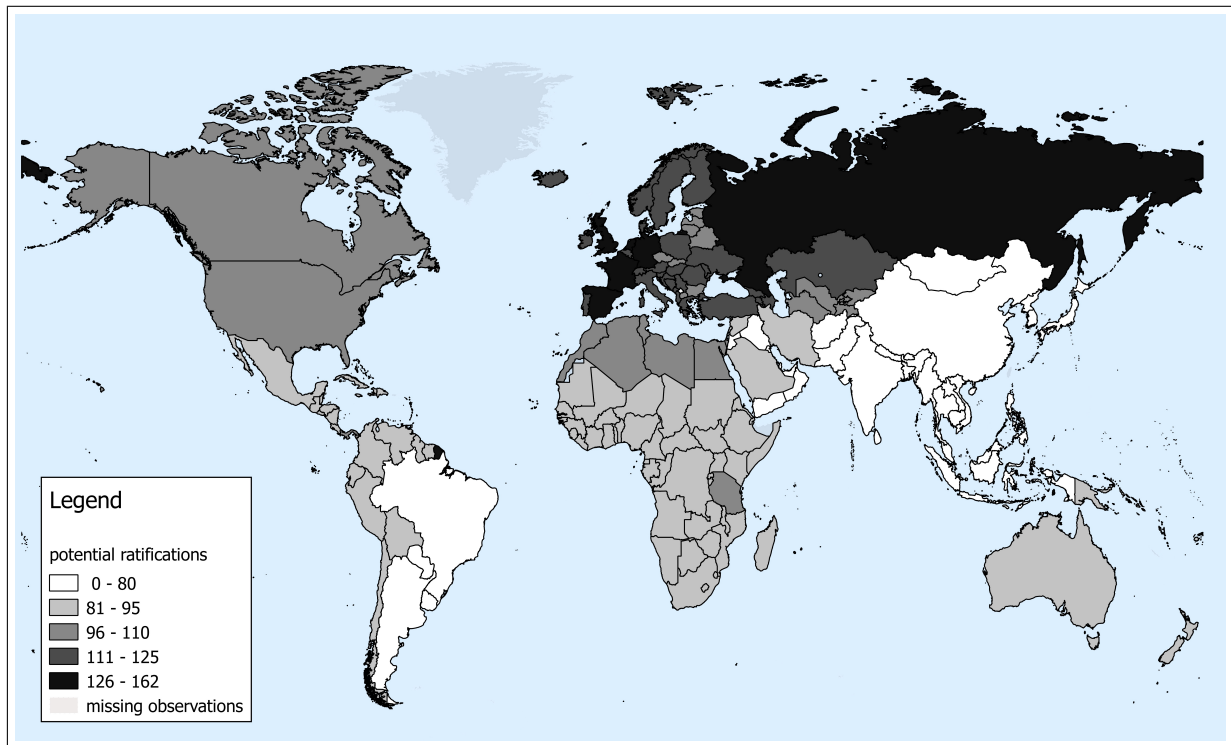 Legend
potential ratifications
0 - 80
81 - 95
96 - 110
111 - 125
126 - 162
missing observations